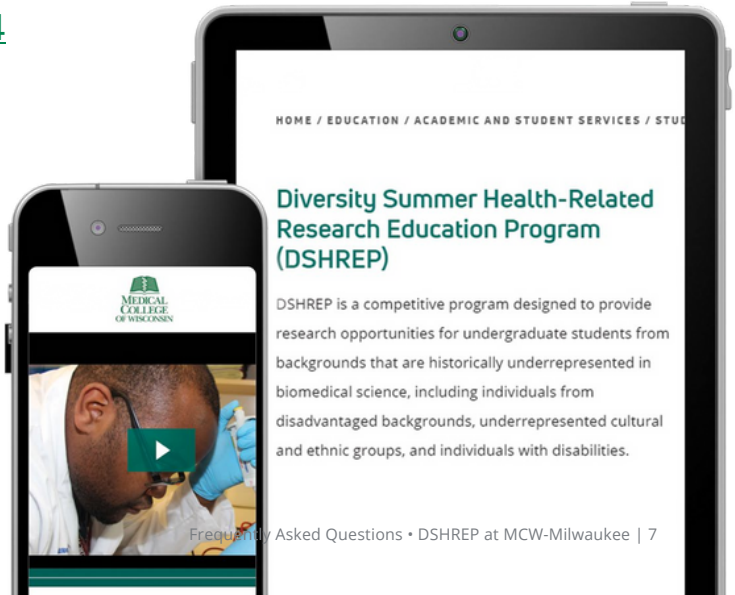 HOME / EDUCATION / ACADEMIC AND STUDENT SERVICES /
Diversity Summer Health-Related
Research Education Program
(DSHREP)
DSHREP is a competitive program designed to provide
research opportunities for undergraduate students from
backgrounds that are historically underrepresented in
biomedical science, including individuals from
disadvantaged backgrounds, underrepresented cultural
and ethnic groups, and individuals with disabilities.
MEDICAL
COLLEGE
OF WISCONSIN
Frequently Asked Questions • DSHREP at MCW-Milwaukee | 7